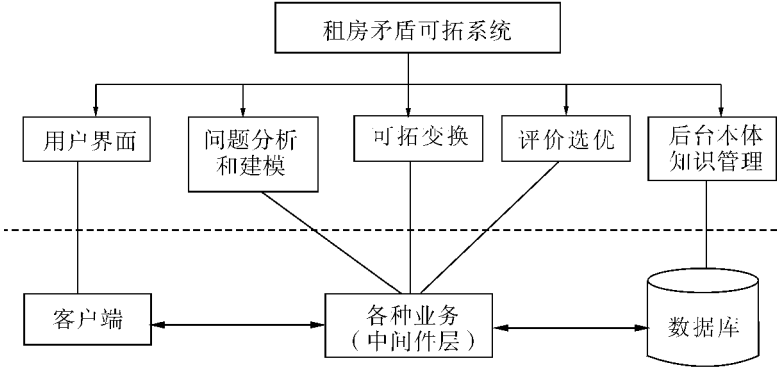 租房矛盾可拓系统
用户界面
问题分析
和建模
可拓变换
评价选优
后台本体
知识管理
客户端
各种业务
(中间件层)
数据库